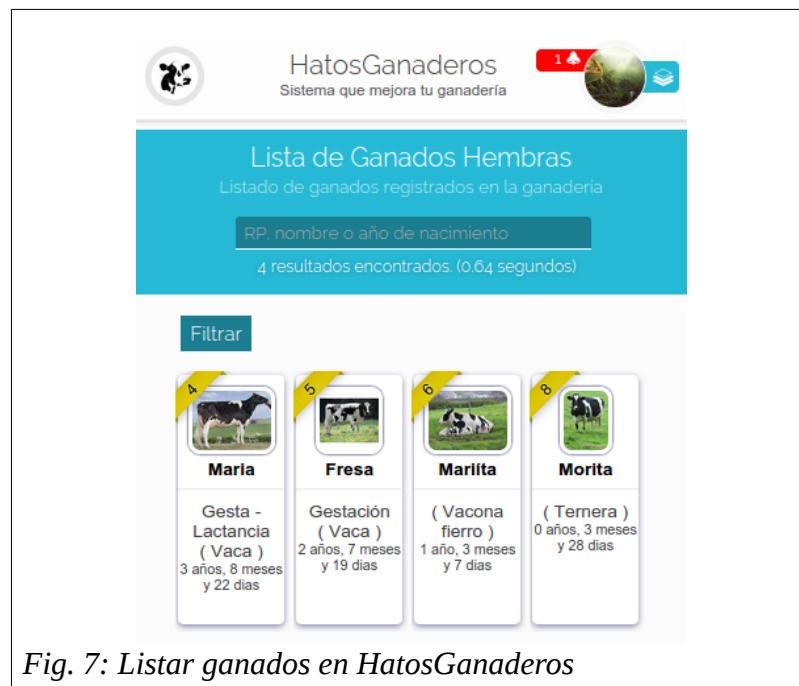 HatosGanaderos
Sistema que mejora tu ganadería
1
Lista de Ganados Hembras
Listado de ganados registrados en la ganaderia
RP, nombre o año de nacimiento
4 resultados encontrados. (0.64 segundos)
Filtrar
4
Maria
Gesta -
Lactancia
( Vaca )
3 años, 8 meses
y 22 dias
5
Fresa
Gestación
( Vaca )
2 años, 7 meses
y 19 dias
6
Mariíta
( Vacona
fierro )
1 año, 3 meses
y 7 dias
8
Morita
( Ternera )
0 años, 3 meses
y 28 dias
Fig. 7: Listar ganados en HatosGanaderos